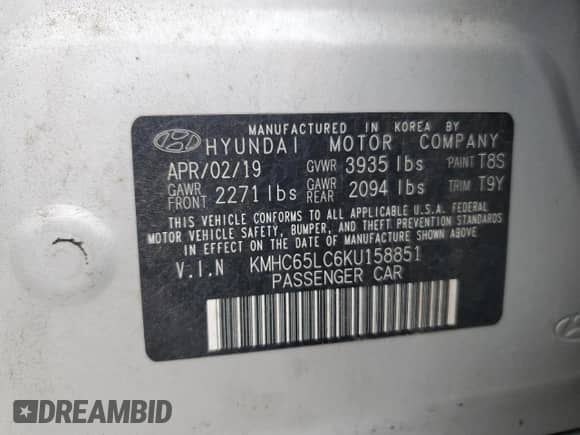 MANUFACTURED IN KOREA BY
HYUNDAI MOTOR COMPANY
APR/02/19 GVWR 3935 lbs PAINT T8S
GAWR FRONT 2271 lbs GAWR REAR 2094 lbs TRIM T9Y
THIS VEHICLE CONFORMS TO ALL APPLICABLE U.S.A. FEDERAL
MOTOR VEHICLE SAFETY, BUMPER, AND THEFT PREVENTION STANDARDS
IN EFFECT ON THE DATE OF MANUFACTURE SHOWN ABOVE.
V.I.N KMHC65LC6KU158851
PASSENGER CAR
DREAMBID